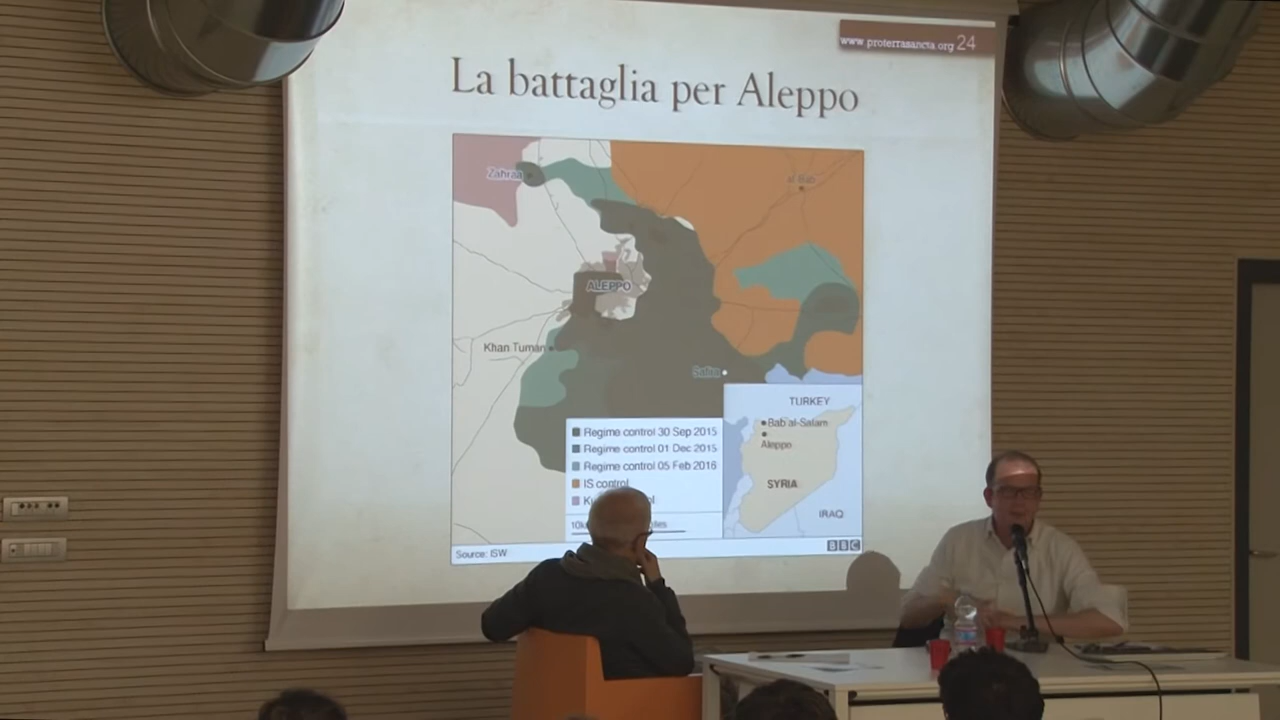 www.proterrasancta.org 24
La battaglia per Aleppo
Zahraa
al Bab
ALEPPO
Khan Tuman
Safira
TURKEY
Bab al-Salam
Aleppo
SYRIA
IRAQ
Regime control 30 Sep 2015
Regime control 01 Dec 2015
Regime control 05 Feb 2016
IS control
Source: ISW
BBC